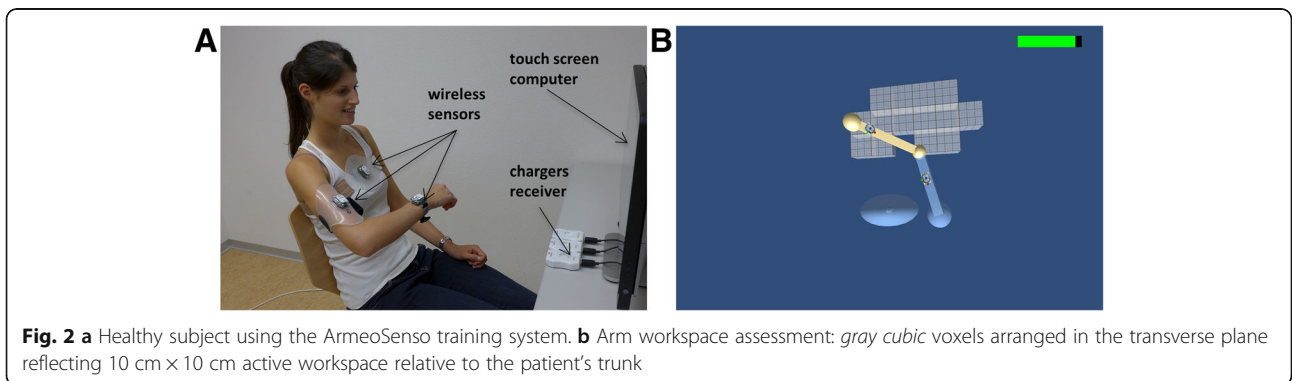 A
B
touch screen
computer
wireless
sensors
chargers
receiver
Fig. 2 a Healthy subject using the ArmeoSenso training system. b Arm workspace assessment: gray cubic voxels arranged in the transverse plane
reflecting 10 cm × 10 cm active workspace relative to the patient's trunk